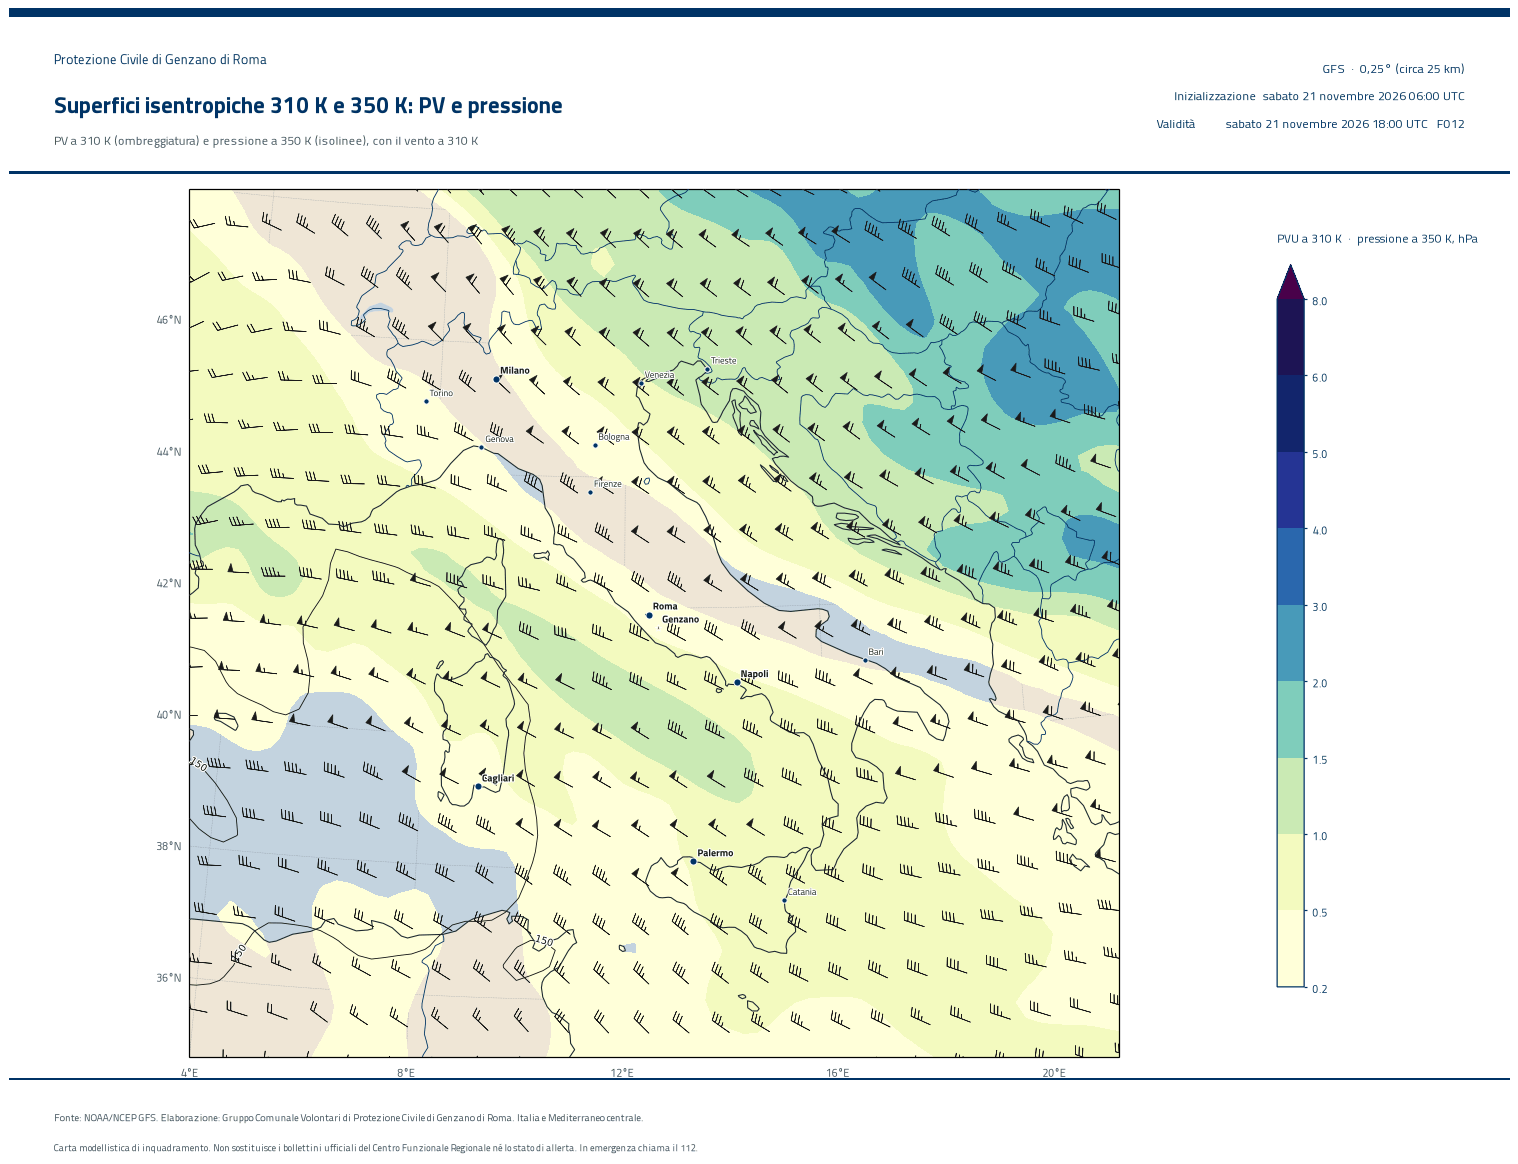 Protezione Civile di Genzano di Roma
Superfici isentropiche 310 K e 350 K: PV e pressione
PV a 310 K (ombreggiatura) e pressione a 350 K (isolinee), con il vento a 310 K
GFS · 0,25° (circa 25 km)
Inizializzazione sabato 21 novembre 2026 06:00 UTC
Validità sabato 21 novembre 2026 18:00 UTC F012
PVU a 310 K · pressione a 350 K, hPa
8.0
6.0
5.0
4.0
3.0
2.0
1.5
1.0
0.5
0.2
46°N
44°N
42°N
40°N
38°N
36°N
4°E
8°E
12°E
16°E
20°E
Trieste
Milano
Venezia
Torino
Genova
Bologna
Firenze
Roma
Genzano
Bari
Napoli
150
Cagliari
Palermo
Catania
150
50
Fonte: NOAA/NCEP GFS. Elaborazione: Gruppo Comunale Volontari di Protezione Civile di Genzano di Roma. Italia e Mediterraneo centrale.
Carta modellistica di inquadramento. Non sostituisce i bollettini ufficiali del Centro Funzionale Regionale né lo stato di allerta. In emergenza chiama il 112.